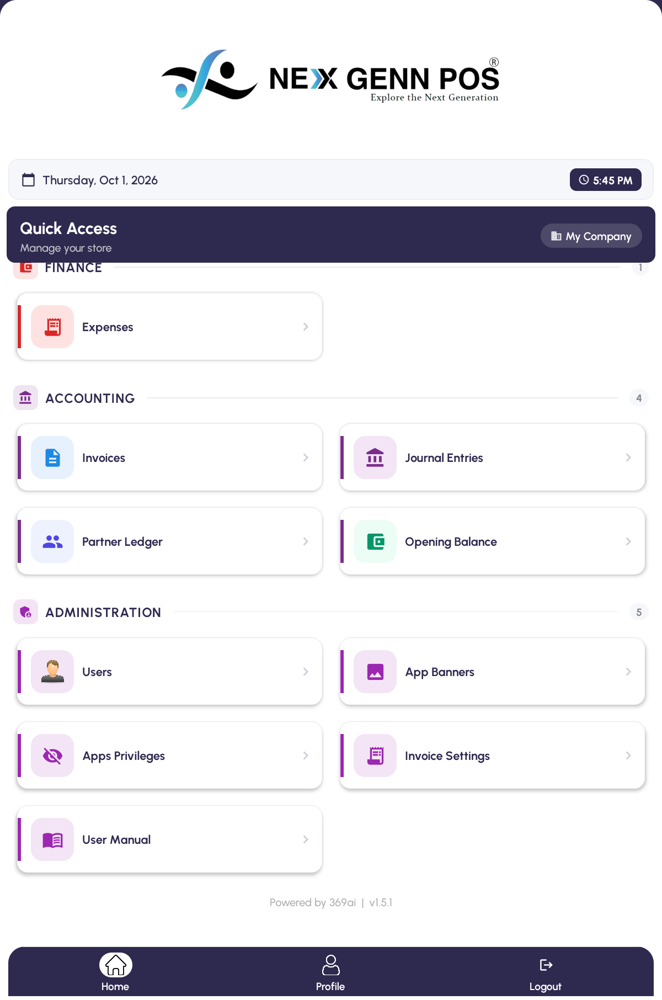 NEXX GENN POS ®
Explore the Next Generation
Thursday, Oct 1, 2026
5:45 PM
Quick Access
Manage your store
My Company
FINANCE
1
Expenses
ACCOUNTING
4
Invoices
Journal Entries
Partner Ledger
Opening Balance
ADMINISTRATION
5
Users
App Banners
Apps Privileges
Invoice Settings
User Manual
Powered by 369ai | v1.5.1
Home
Profile
Logout